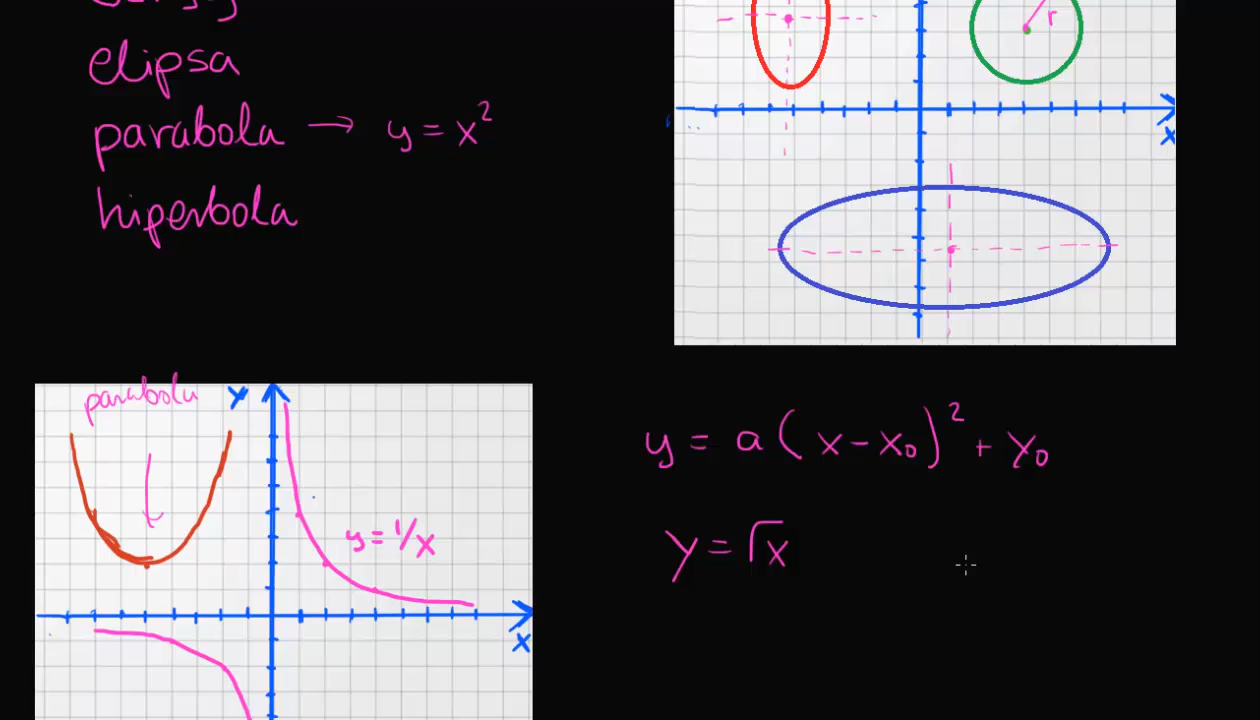 elipsa
parabola → y = x²
hiperbola
r
x
parabola
y
y = 1/x
x
y = a(x - x₀)² + y₀
y = √x